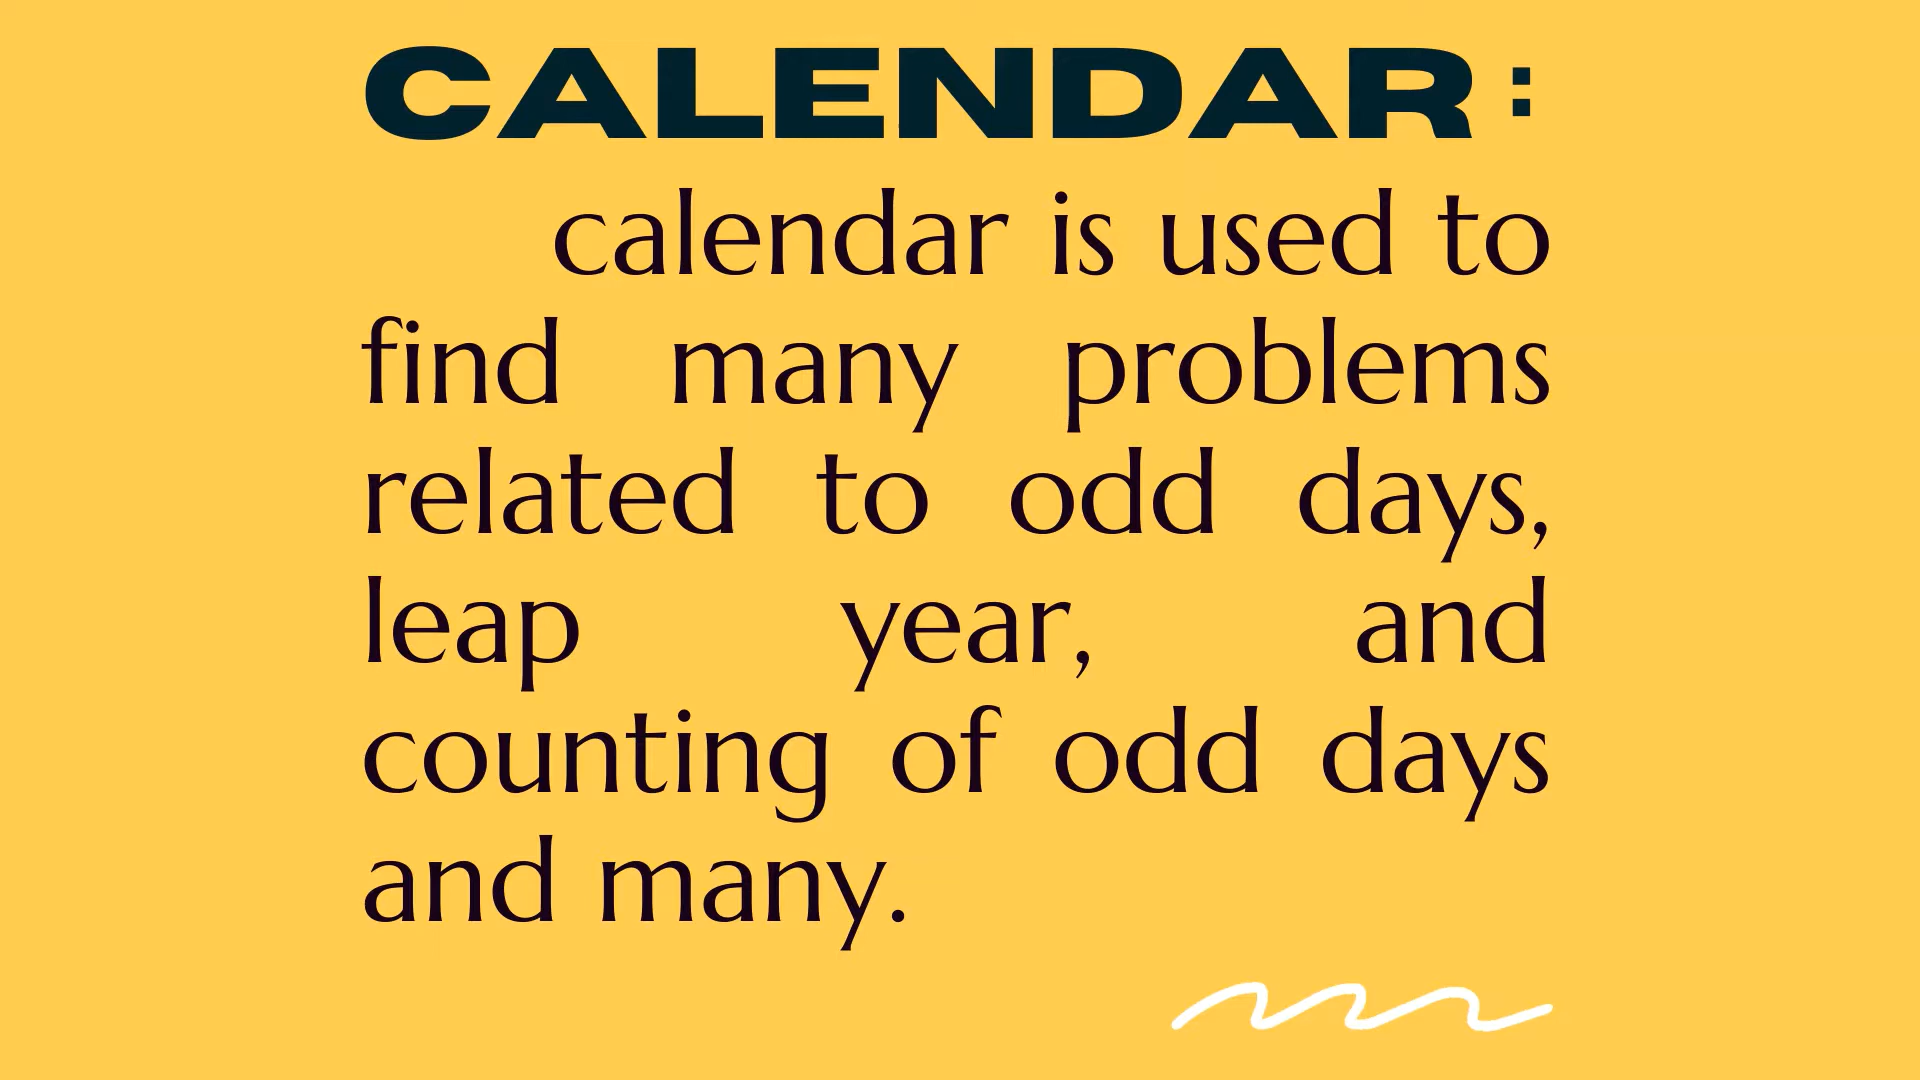 CALENDAR:
calendar is used to
find many problems
related to odd days,
leap year, and
counting of odd days
and many.